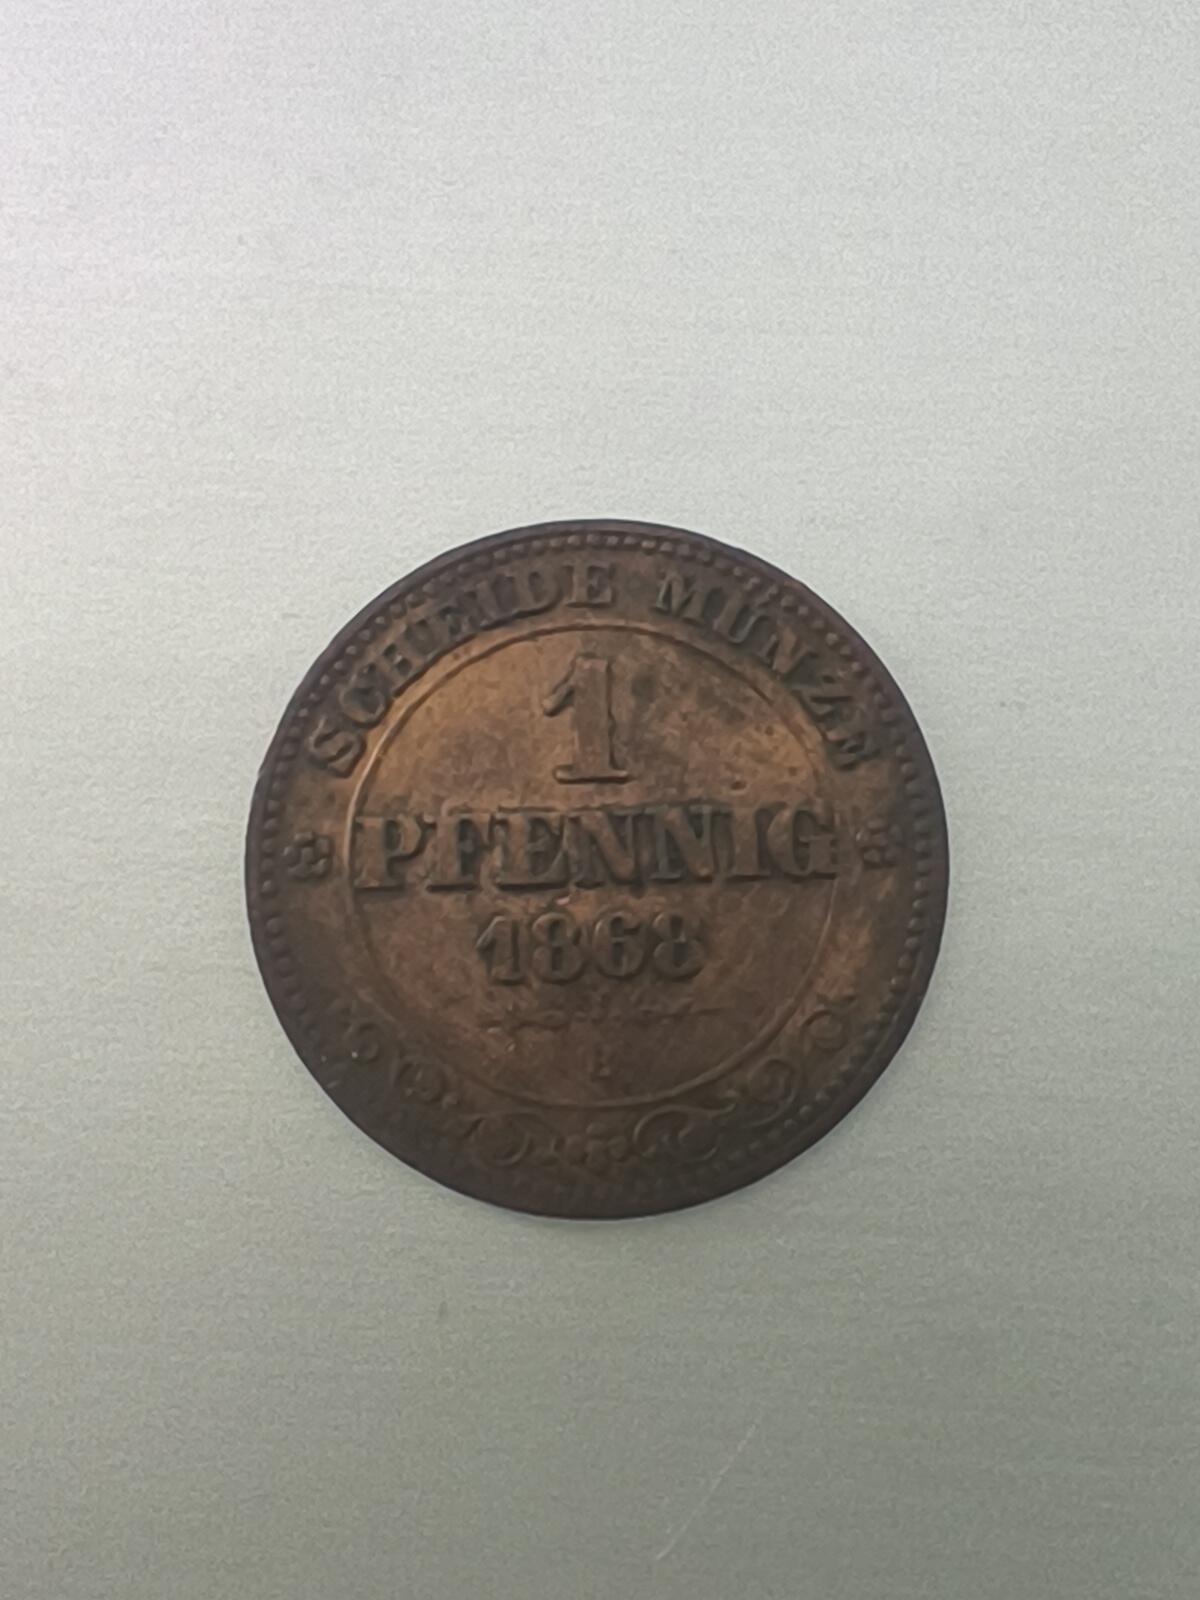 SCHEIDE MÜNZE
1
PFENNIG
1868